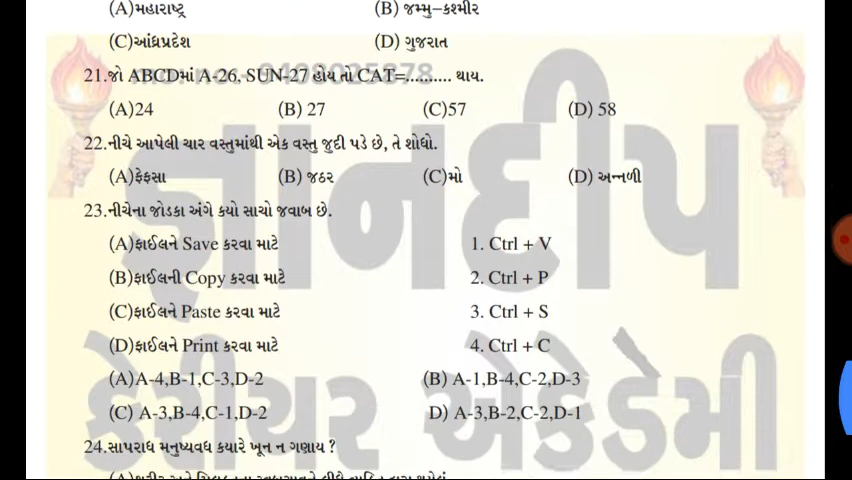 (A)મહારાષ્ટ્ર (B) જમ્મુ-કશ્મીર
(C)આંધ્રપ્રદેશ (D) ગુજરાત
21.જો ABCDમાં A-26, SUN-27 હોય તો CAT=......... થાય.
(A)24 (B) 27 (C)57 (D) 58
22.નીચે આપેલી ચાર વસ્તુમાંથી એક વસ્તુ જુદી પડે છે, તે શોધો.
(A)ફેફસા (B) જઠર (C)મો (D) અન્નળી
23.નીચેના જોડકા અંગે કયો સાચો જવાબ છે.
(A)ફાઈલને Save કરવા માટે 1. Ctrl + V
(B)ફાઈલની Copy કરવા માટે 2. Ctrl + P
(C)ફાઈલને Paste કરવા માટે 3. Ctrl + S
(D)ફાઈલને Print કરવા માટે 4. Ctrl + C
(A)A-4,B-1,C-3,D-2 (B) A-1,B-4,C-2,D-3
(C) A-3,B-4,C-1,D-2 D) A-3,B-2,C-2,D-1
24.સાપરાધ મનુષ્યવધ કયારે ખૂન ન ગણાય ?
જ્ઞાનદીપ
કેરીયર એકેડેમી